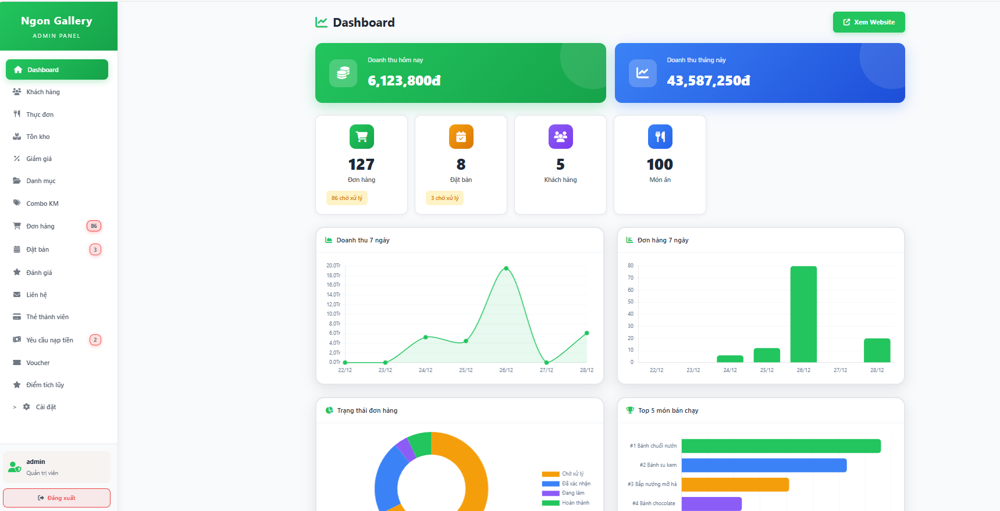 Ngon Gallery
ADMIN PANEL
Dashboard
Khách hàng
Thực đơn
Tồn kho
Giảm giá
Danh mục
Combo KM
Đơn hàng 86
Đặt bàn 3
Đánh giá
Liên hệ
Thẻ thành viên
Yêu cầu nạp tiền 2
Voucher
Điểm tích lũy
> Cài đặt
admin
Quản trị viên
Đăng xuất
Dashboard
Xem Website
Doanh thu hôm nay
6,123,800đ
Doanh thu tháng này
43,587,250đ
127
Đơn hàng
86 chờ xử lý
8
Đặt bàn
3 chờ xử lý
5
Khách hàng
100
Món ăn
Doanh thu 7 ngày
20.0Tr
18.0Tr
16.0Tr
14.0Tr
12.0Tr
10.0Tr
8.0Tr
6.0Tr
4.0Tr
2.0Tr
0.0Tr
22/12 23/12 24/12 25/12 26/12 27/12 28/12
Đơn hàng 7 ngày
80
70
60
50
40
30
20
10
0
22/12 23/12 24/12 25/12 26/12 27/12 28/12
Trạng thái đơn hàng
Chờ xử lý
Đã xác nhận
Đang làm
Hoàn thành
Top 5 món bán chạy
#1 Bánh chuối nướn
#2 Bánh su kem
#3 Bắp nướng mỡ hà
#4 Bánh chocolate